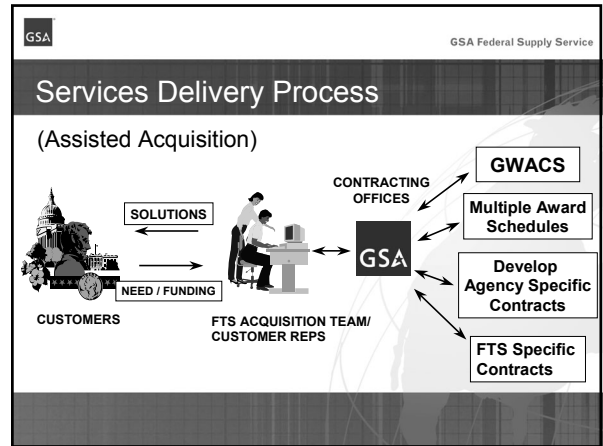 GSA
GSA Federal Supply Service
Services Delivery Process
(Assisted Acquisition)
SOLUTIONS
NEED / FUNDING
CUSTOMERS
FTS ACQUISITION TEAM/
CUSTOMER REPS
CONTRACTING
OFFICES
GSA
GWACS
Multiple Award
Schedules
Develop
Agency Specific
Contracts
FTS Specific
Contracts